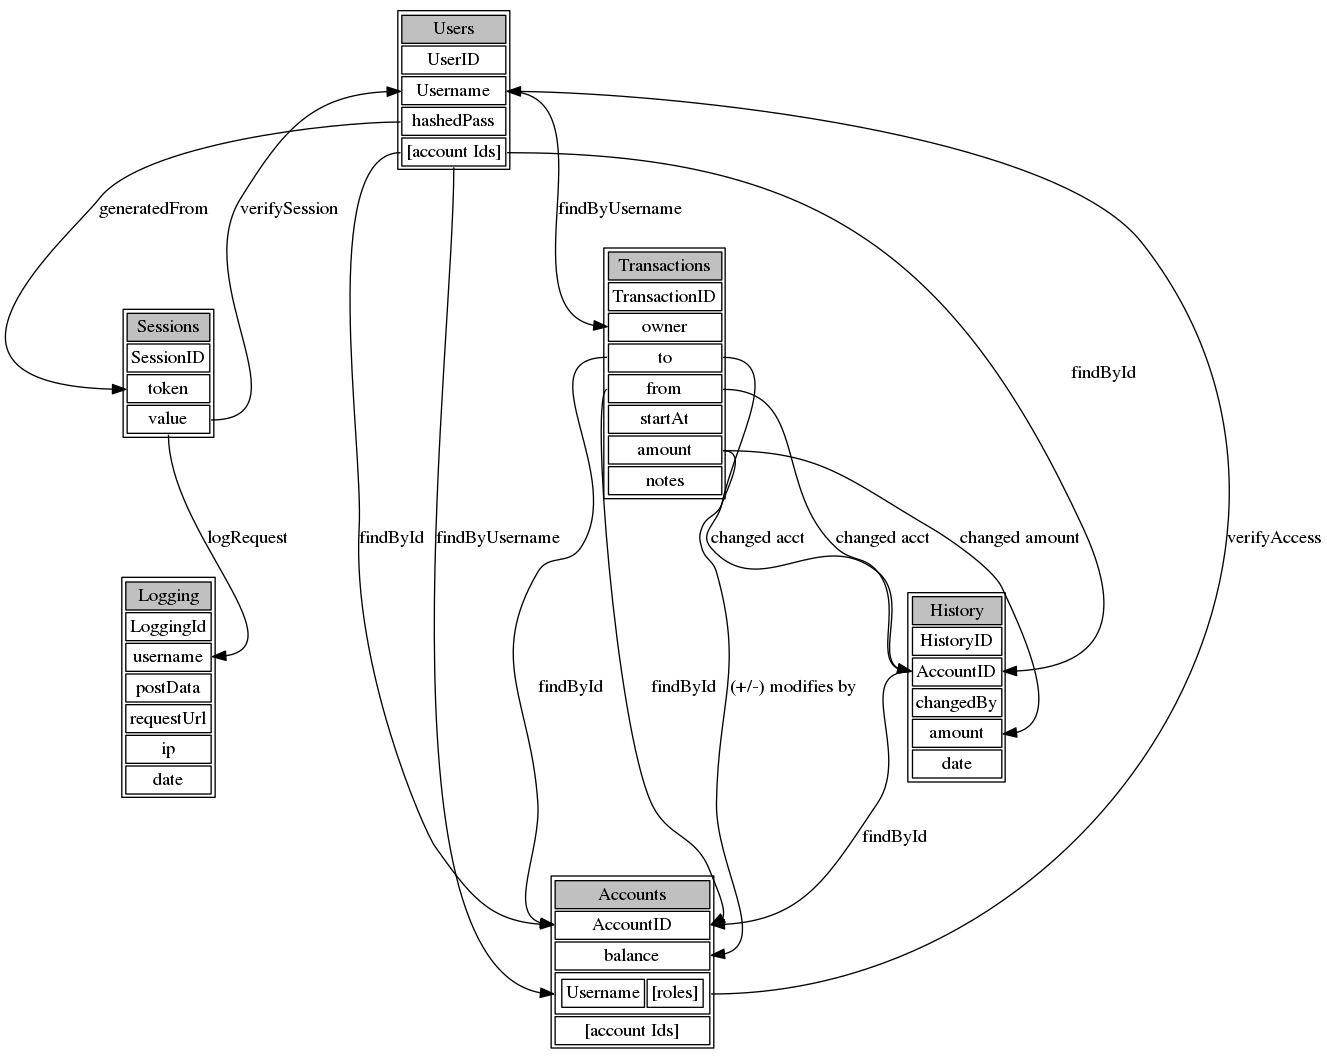 Users
UserID
Username
hashedPass
[account Ids]
generatedFrom
verifySession
findByUsername
Transactions
TransactionID
owner
to
from
startAt
amount
notes
Sessions
SessionID
token
value
findById
logRequest
findById
findByUsername
changed acct
changed acct
changed amount
verifyAccess
Logging
LoggingId
username
postData
requestUrl
ip
date
History
HistoryID
AccountID
changedBy
amount
date
findById
findById
(+/-) modifies by
findById
Accounts
AccountID
balance
Username [roles]
[account Ids]